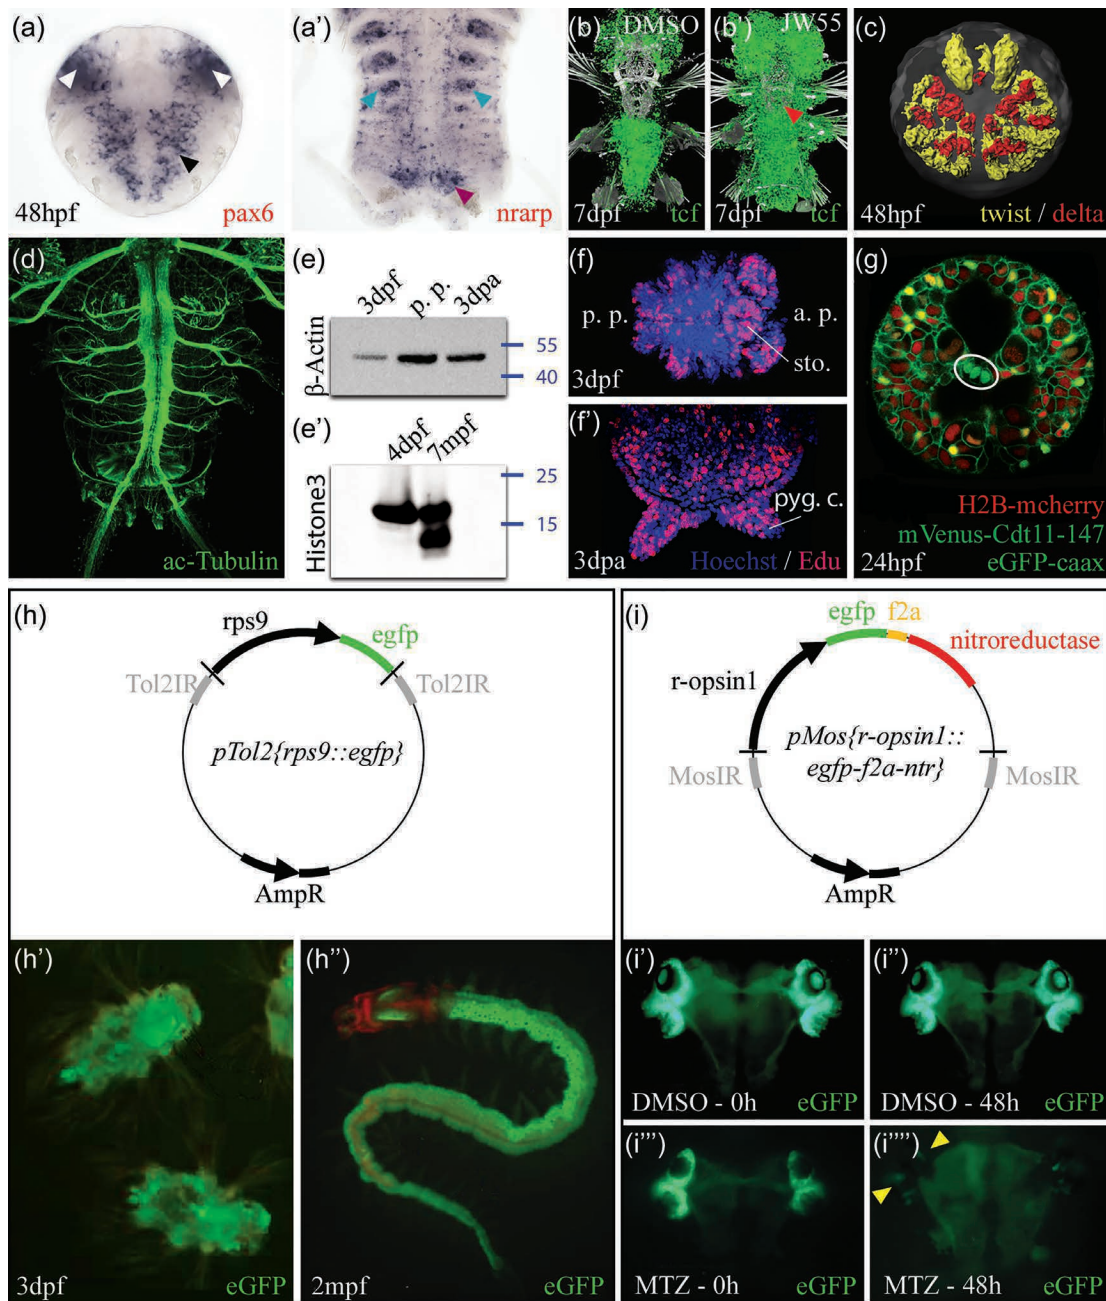 (a)
48hpf
pax6
(a')
nrarp
(b)
DMSO
7dpf
tcf
(b')
JW55
7dpf
tcf
(c)
48hpf
twist / delta
(d)
ac-Tubulin
(e)
3dpf
p. p.
3dpa
β-Actin
55
40
(e')
4dpf
7mpf
Histone3
25
15
(f)
p. p.
a. p.
sto.
3dpf
(f')
pyg. c.
3dpa
Hoechst / Edu
(g)
H2B-mcherry
mVenus-Cdt11-147
24hpf
eGFP-caax
(h)
rps9
egfp
Tol2IR
Tol2IR
pTol2{rps9::egfp}
AmpR
(i)
egfp
f2a
nitroreductase
r-opsin1
pMos{r-opsin1::
egfp-f2a-ntr}
MosIR
MosIR
AmpR
(h')
3dpf
eGFP
(h'')
2mpf
eGFP
(i')
DMSO - 0h
eGFP
(i'')
DMSO - 48h
eGFP
(i''')
MTZ - 0h
eGFP
(i'''')
MTZ - 48h
eGFP